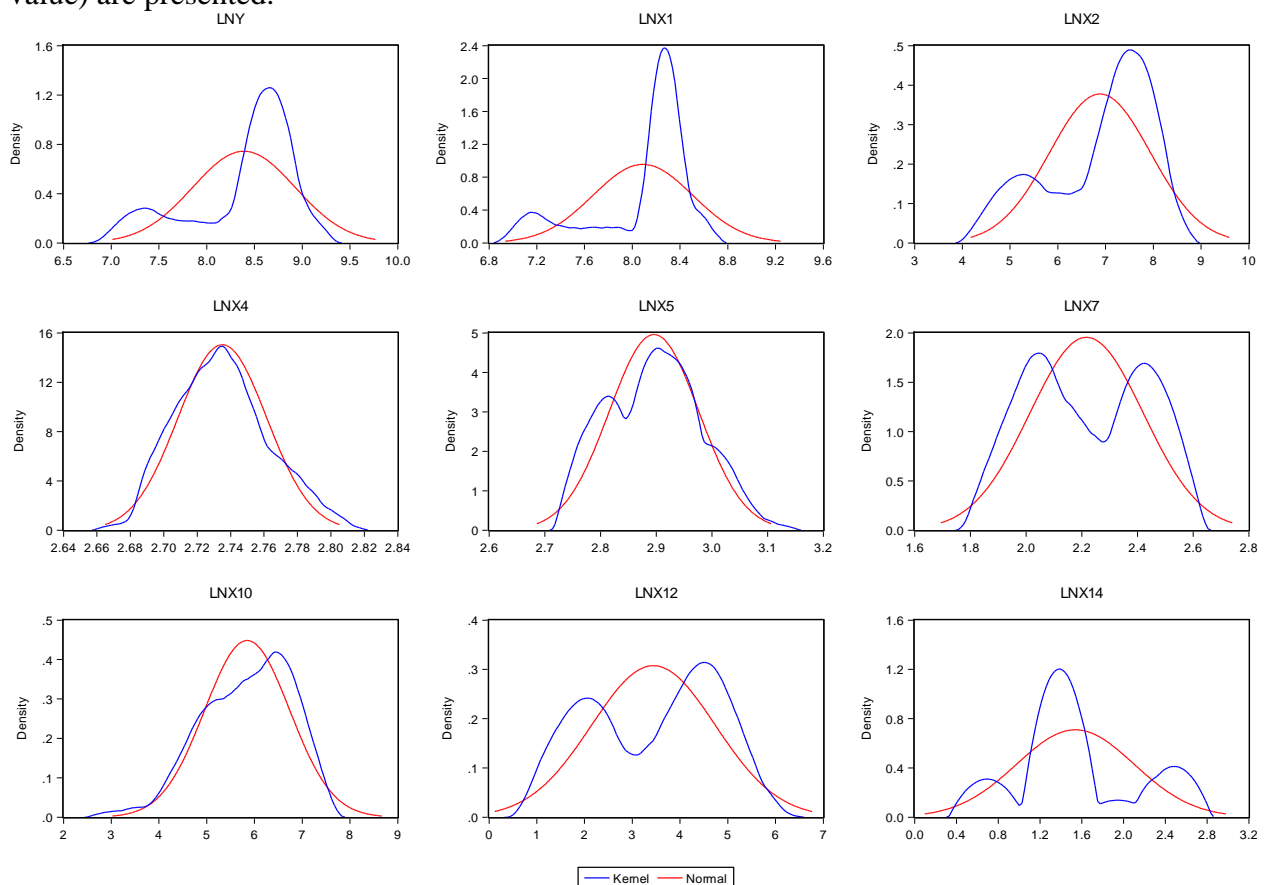 value) are presented.
LNY LNX1 LNX2
1.6 2.4 .5
2.0 .4
1.2
1.6
.3
Density 0.8 Density 1.2 Density
.2
0.8
0.4
0.4 .1
0.0 0.0 .0
6.5 7.0 7.5 8.0 8.5 9.0 9.5 10.0 6.8 7.2 7.6 8.0 8.4 8.8 9.2 9.6 3 4 5 6 7 8 9 10
LNX4 LNX5 LNX7
16 5 2.0
4
12 1.5
3
Density 8 Density Density 1.0
2
4 0.5
1
0 0 0.0
2.64 2.66 2.68 2.70 2.72 2.74 2.76 2.78 2.80 2.82 2.84 2.6 2.7 2.8 2.9 3.0 3.1 3.2 1.6 1.8 2.0 2.2 2.4 2.6 2.8
LNX10 LNX12 LNX14
.5 .4 1.6
.4
.3 1.2
.3
Density Density .2 Density 0.8
.2
.1 0.4
.1
.0 .0 0.0
2 3 4 5 6 7 8 9 0 1 2 3 4 5 6 7 0.0 0.4 0.8 1.2 1.6 2.0 2.4 2.8 3.2
Kernel Normal